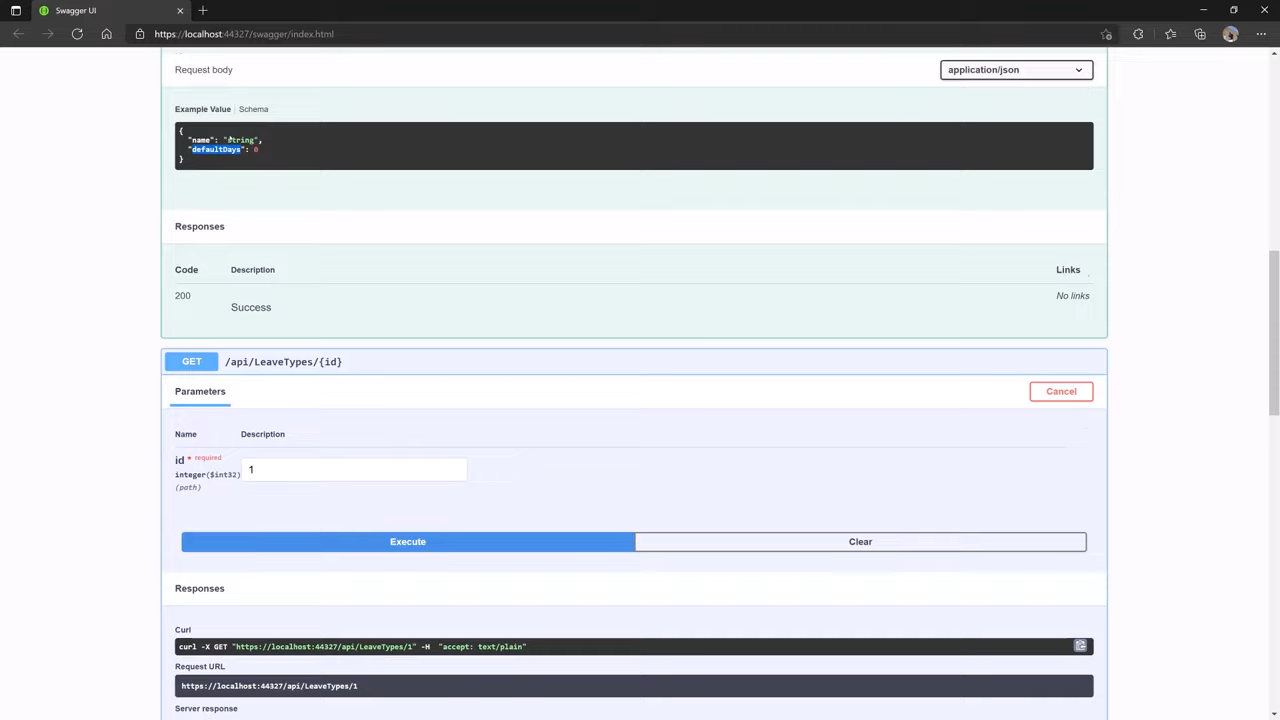 Swagger UI
https://localhost:44327/swagger/index.html
Request body
application/json
Example Value
Schema
{
"name": "string",
"defaultDays": 0
}
Responses
Code
Description
Links
200
Success
No links
GET
/api/LeaveTypes/{id}
Parameters
Cancel
Name
Description
id * required
integer($int32)
(path)
1
Execute
Clear
Responses
Curl
curl -X GET "https://localhost:44327/api/LeaveTypes/1" -H "accept: text/plain"
Request URL
https://localhost:44327/api/LeaveTypes/1
Server response